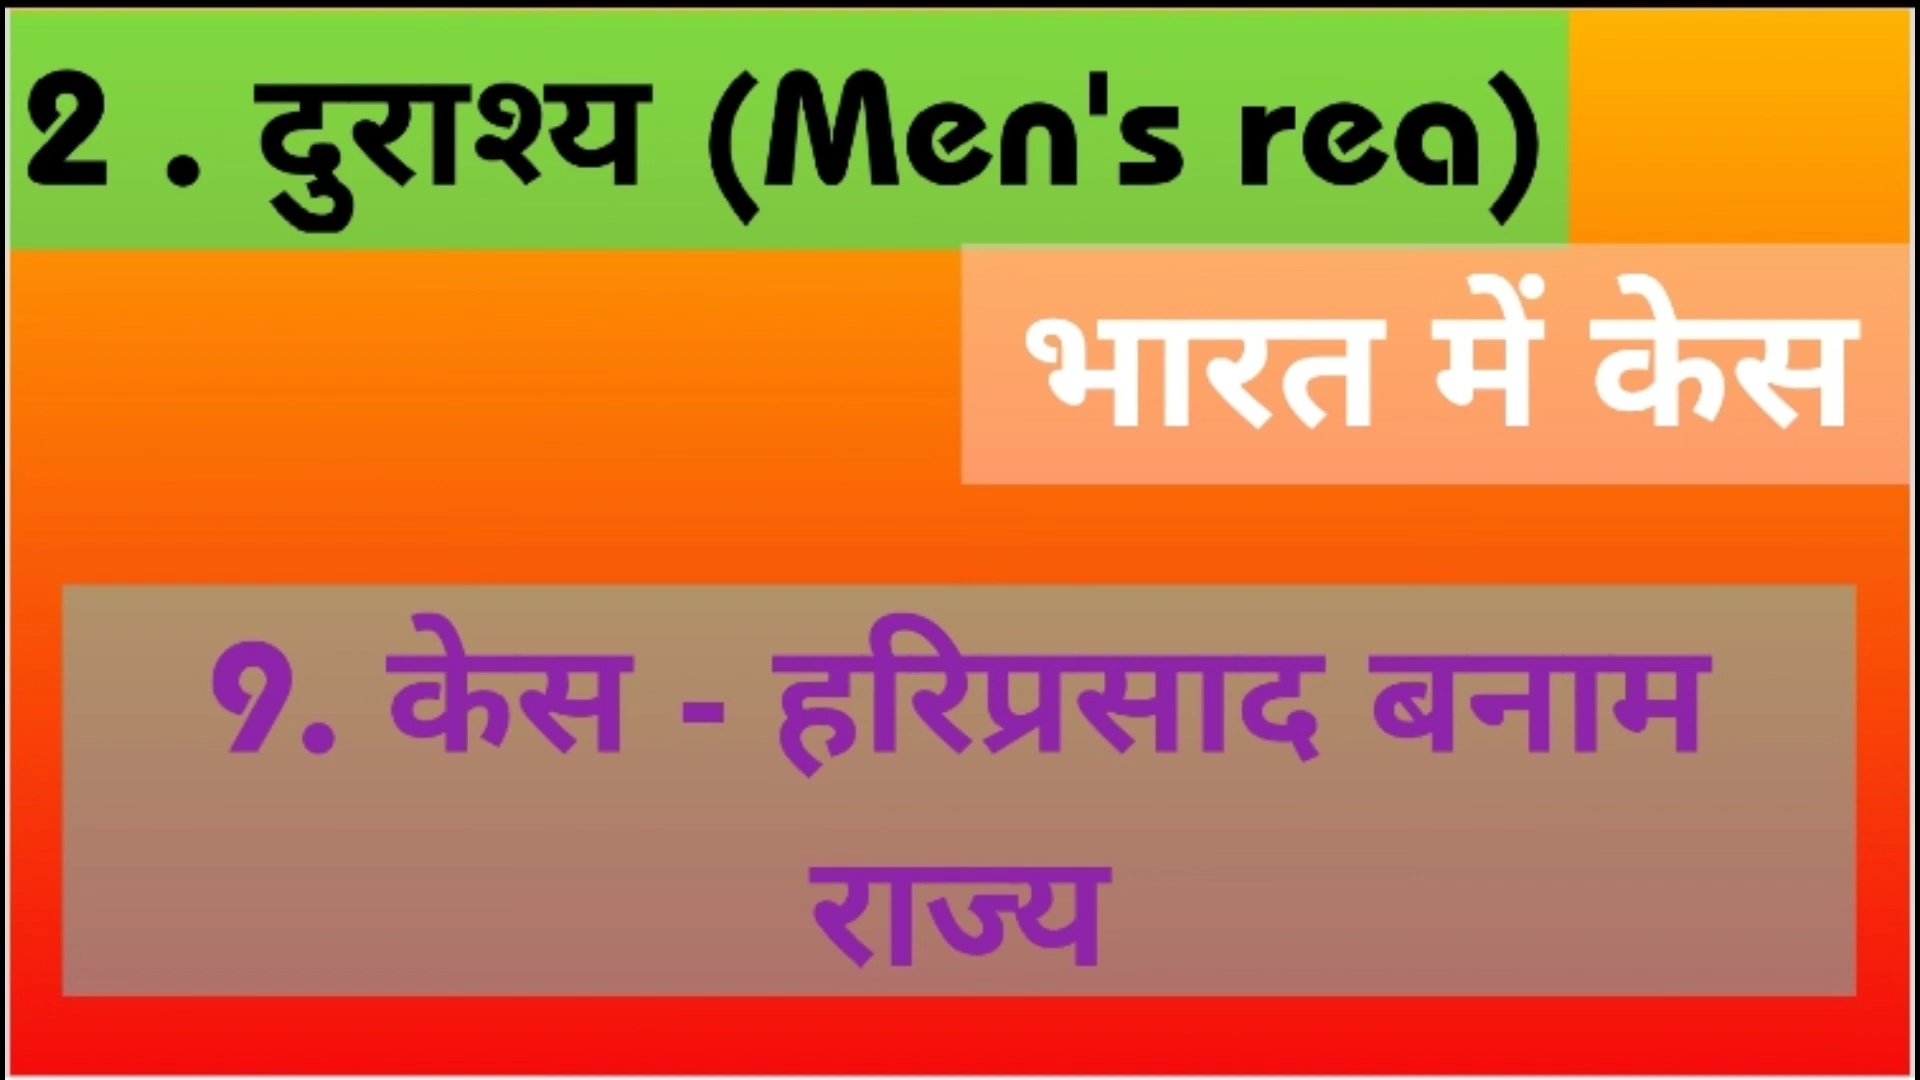 2 . दुराश्य (Men's rea)
भारत में केस
9. केस - हरिप्रसाद बनाम
राज्य